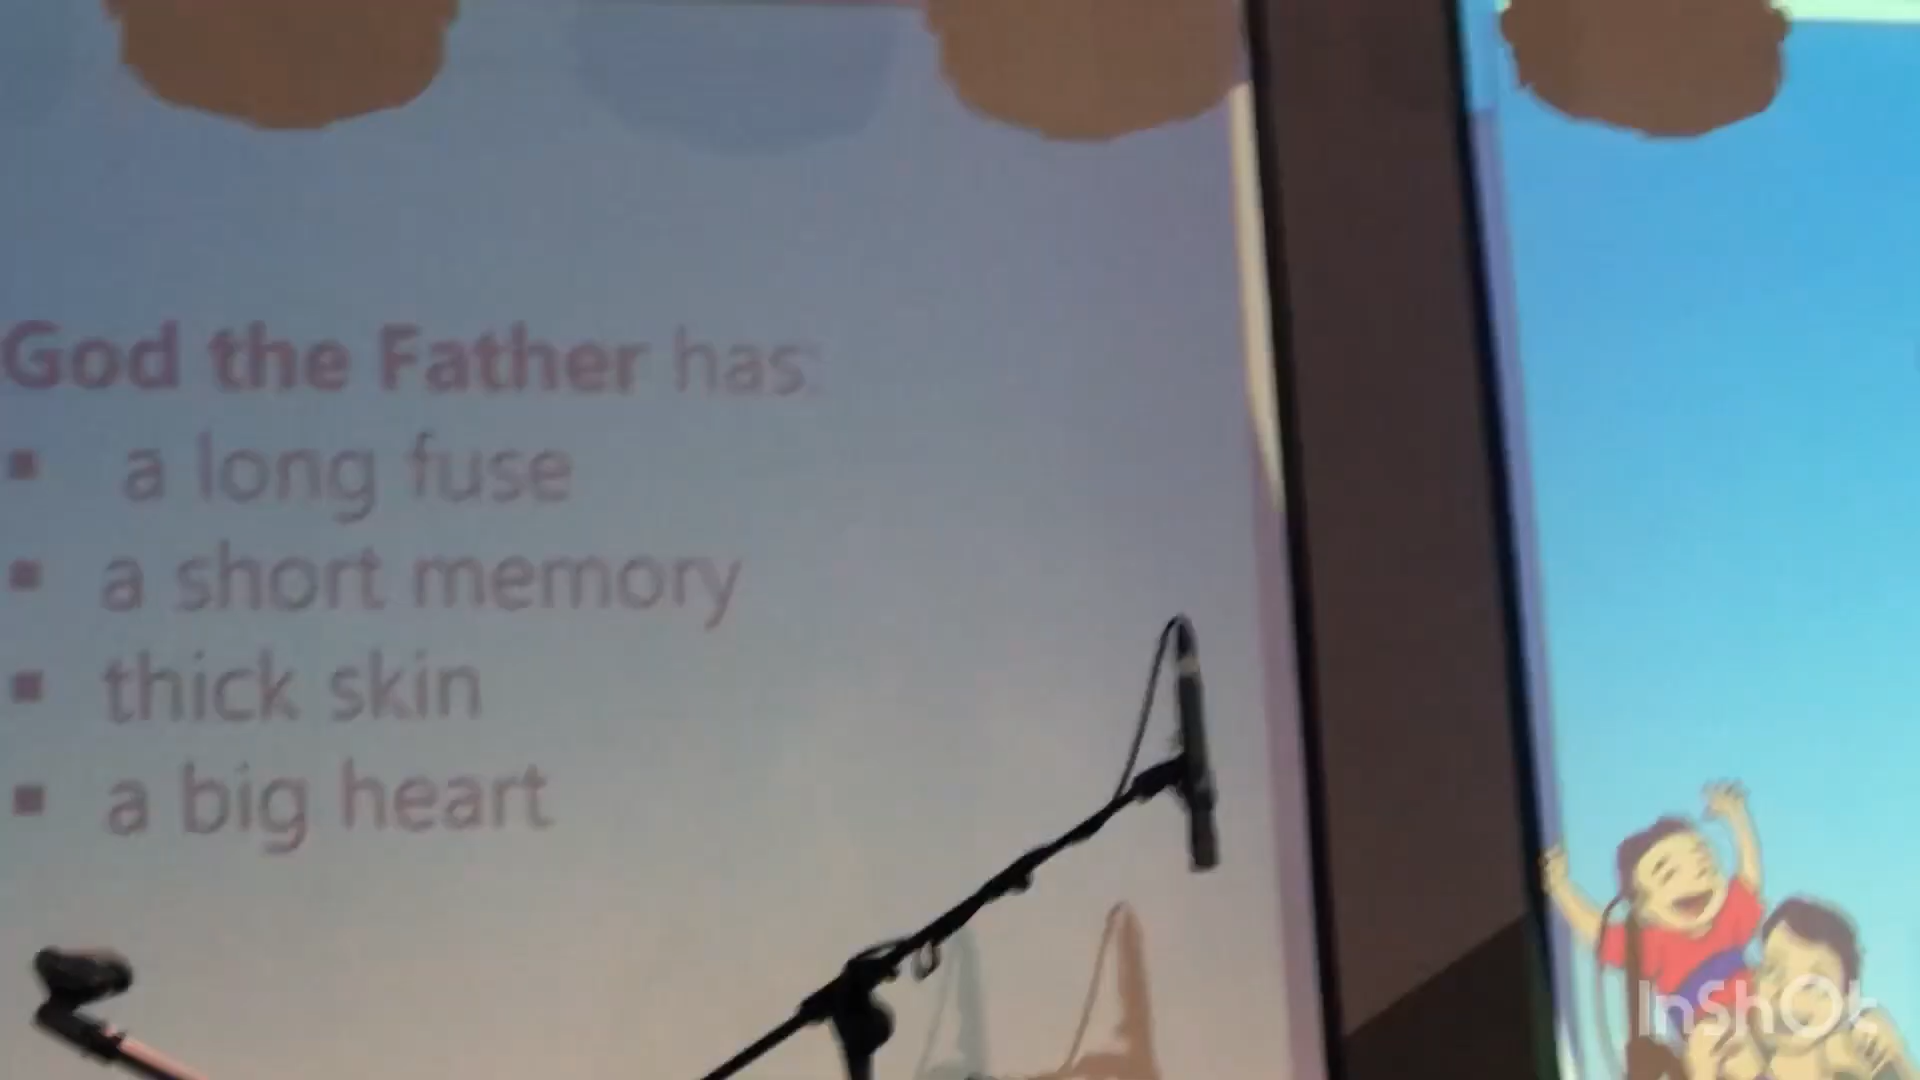 God the Father has:
▪ a long fuse
▪ a short memory
▪ thick skin
▪ a big heart
InShOt